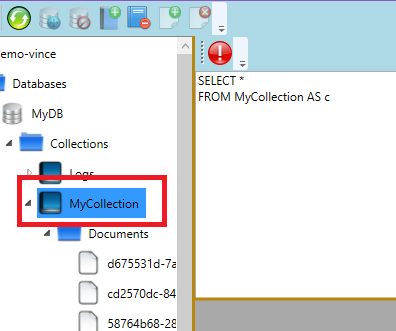 emo-vince
Databases
MyDB
Collections
Logs
MyCollection
Documents
d675531d-7a
cd2570dc-84
58764b68-28
SELECT *
FROM MyCollection AS c